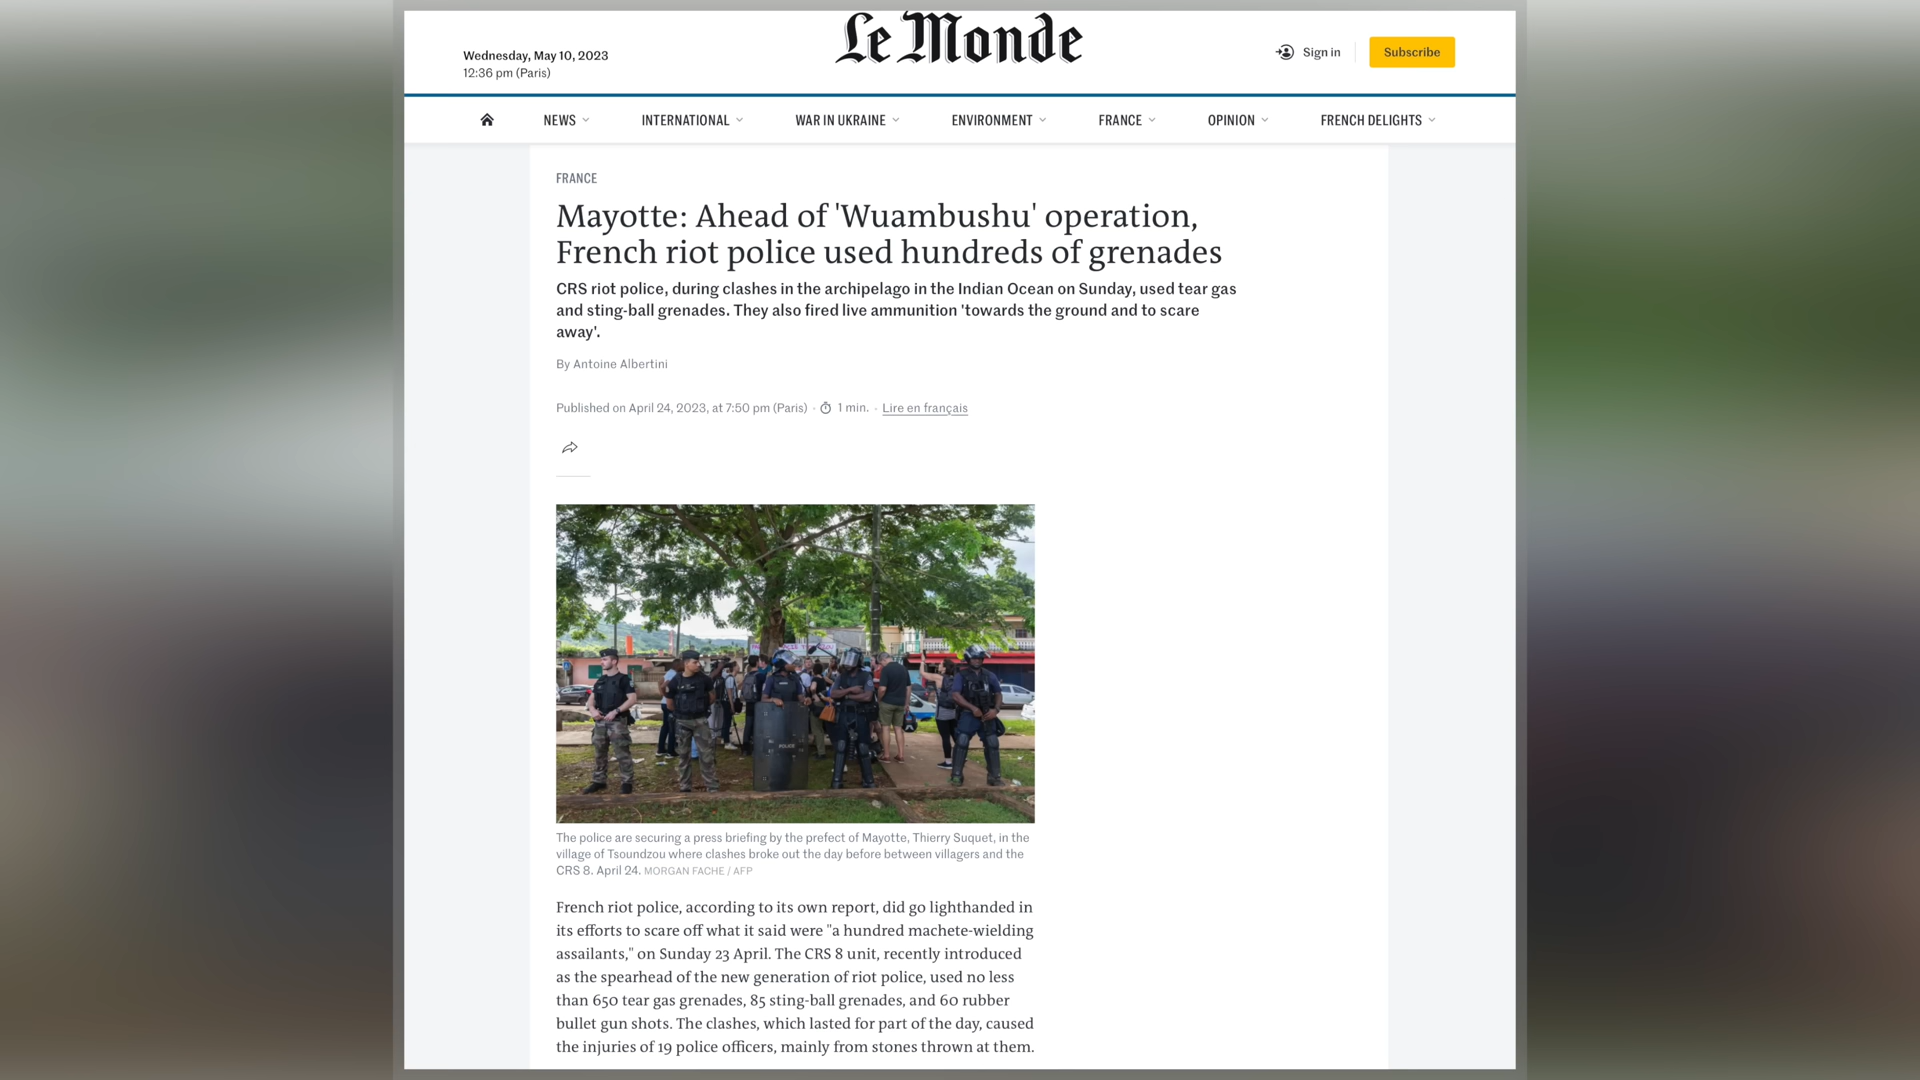 Wednesday, May 10, 2023
12:36 pm (Paris)
Le Monde
Sign in
Subscribe
NEWS
INTERNATIONAL
WAR IN UKRAINE
ENVIRONMENT
FRANCE
OPINION
FRENCH DELIGHTS
FRANCE
Mayotte: Ahead of 'Wuambushu' operation,
French riot police used hundreds of grenades
CRS riot police, during clashes in the archipelago in the Indian Ocean on Sunday, used tear gas
and sting-ball grenades. They also fired live ammunition 'towards the ground and to scare
away'.
By Antoine Albertini
Published on April 24, 2023, at 7:50 pm (Paris) · 1 min. · Lire en français
POLICE
The police are securing a press briefing by the prefect of Mayotte, Thierry Suquet, in the
village of Tsoundzou where clashes broke out the day before between villagers and the
CRS 8. April 24. MORGAN FACHE / AFP
French riot police, according to its own report, did go lighthanded in
its efforts to scare off what it said were "a hundred machete-wielding
assailants," on Sunday 23 April. The CRS 8 unit, recently introduced
as the spearhead of the new generation of riot police, used no less
than 650 tear gas grenades, 85 sting-ball grenades, and 60 rubber
bullet gun shots. The clashes, which lasted for part of the day, caused
the injuries of 19 police officers, mainly from stones thrown at them.